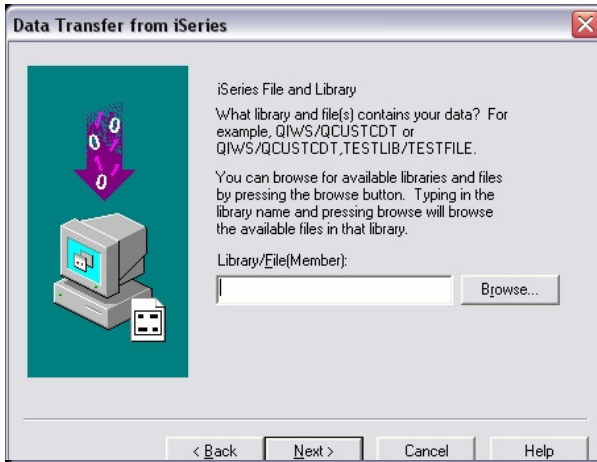 Data Transfer from iSeries
iSeries File and Library
What library and file(s) contains your data? For
example, QIWS/QCUSTCDT or
QIWS/QCUSTCDT,TESTLIB/TESTFILE.
You can browse for available libraries and files
by pressing the browse button. Typing in the
library name and pressing browse will browse
the available files in that library.
Library/File(Member):
Browse...
< Back Next > Cancel Help